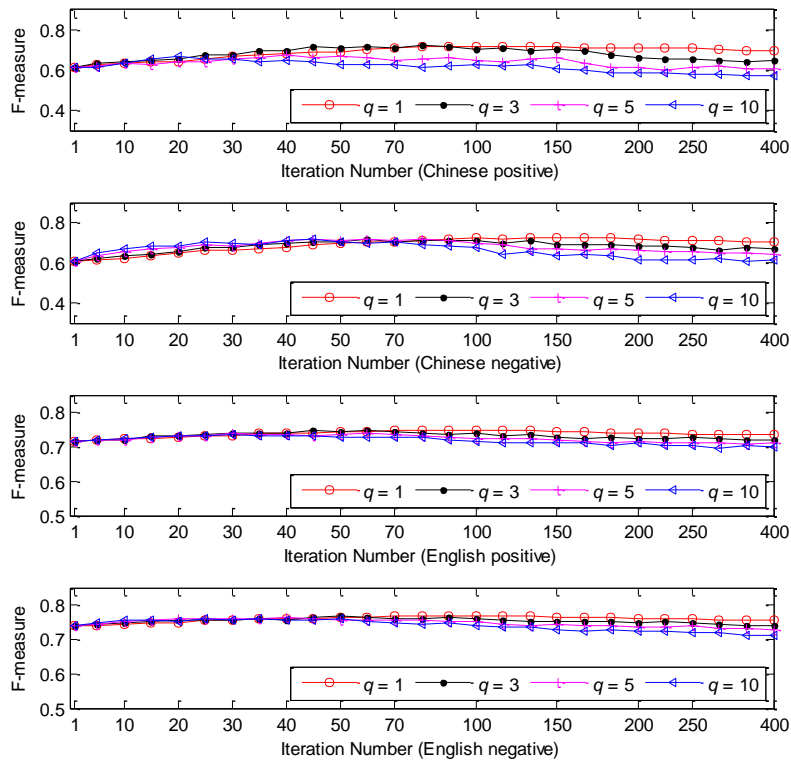 0.8
0.6
0.4
F-measure
q = 1 q = 3 q = 5 q = 10
1 10 20 30 40 50 70 100 150 200 250 400
Iteration Number (Chinese positive)
0.8
0.6
0.4
F-measure
q = 1 q = 3 q = 5 q = 10
1 10 20 30 40 50 70 100 150 200 250 400
Iteration Number (Chinese negative)
0.8
0.7
0.6
0.5
F-measure
q = 1 q = 3 q = 5 q = 10
1 10 20 30 40 50 70 100 150 200 250 400
Iteration Number (English positive)
0.8
0.7
0.6
0.5
F-measure
q = 1 q = 3 q = 5 q = 10
1 10 20 30 40 50 70 100 150 200 250 400
Iteration Number (English negative)